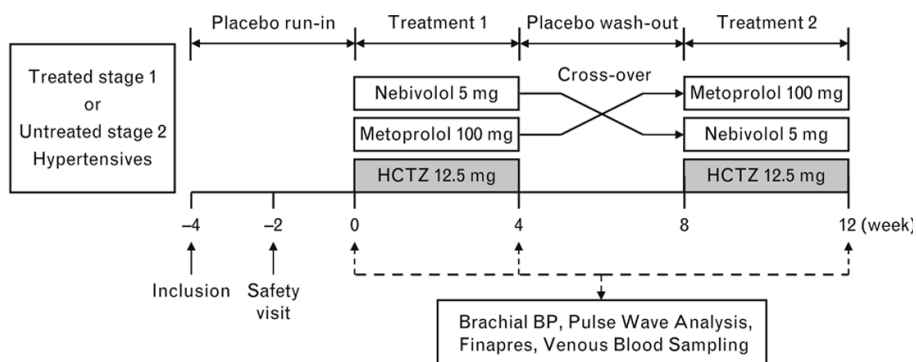 Placebo run-in
Treatment 1
Placebo wash-out
Treatment 2
Treated stage 1
or
Untreated stage 2
Hypertensives
Cross-over
Nebivolol 5 mg
Metoprolol 100 mg
Metoprolol 100 mg
Nebivolol 5 mg
HCTZ 12.5 mg
HCTZ 12.5 mg
–4
–2
0
4
8
12 (week)
Inclusion
Safety
visit
Brachial BP, Pulse Wave Analysis,
Finapres, Venous Blood Sampling